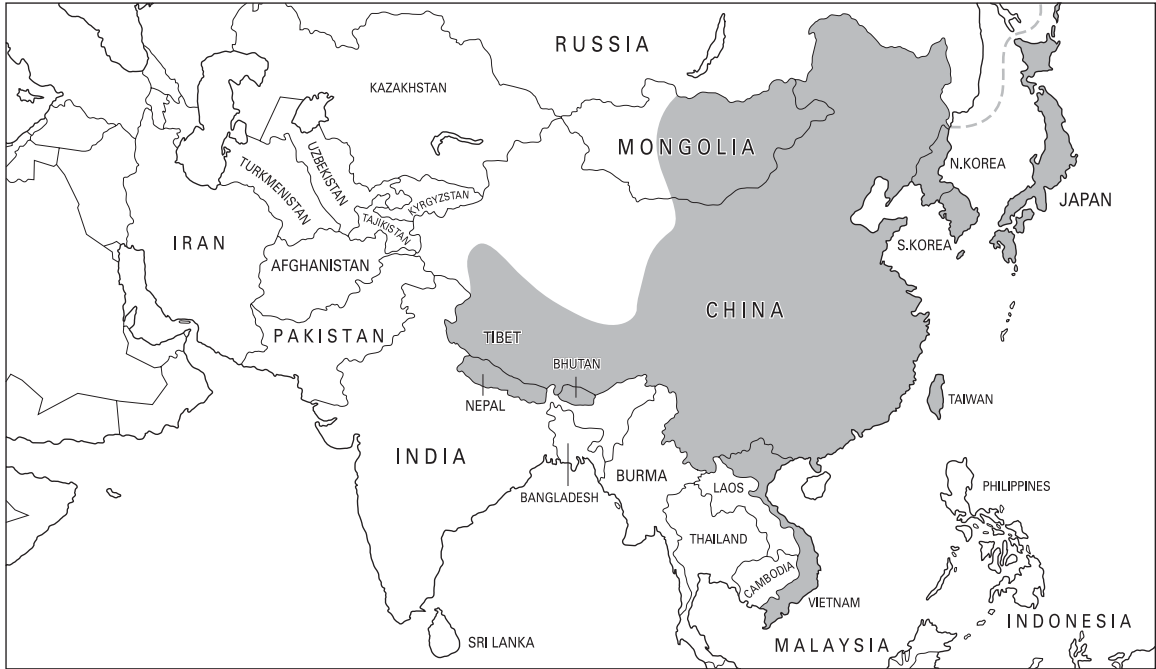 RUSSIA
KAZAKHSTAN
MONGOLIA
UZBEKISTAN
TURKMENISTAN
KYRGYZSTAN
TAJIKISTAN
N.KOREA
JAPAN
IRAN
S.KOREA
AFGHANISTAN
CHINA
PAKISTAN
TIBET
BHUTAN
NEPAL
TAIWAN
INDIA
BURMA
BANGLADESH
LAOS
PHILIPPINES
THAILAND
CAMBODIA
VIETNAM
INDONESIA
SRI LANKA
MALAYSIA